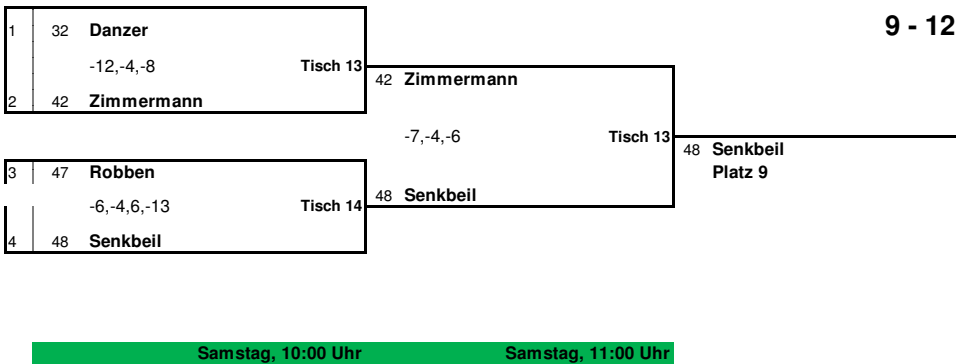 9 - 12
1 32 Danzer
-12,-4,-8 Tisch 13
42 Zimmermann
2 42 Zimmermann
-7,-4,-6 Tisch 13
48 Senkbeil
Platz 9
3 47 Robben
48 Senkbeil
-6,-4,6,-13 Tisch 14
4 48 Senkbeil
Samstag, 10:00 Uhr Samstag, 11:00 Uhr